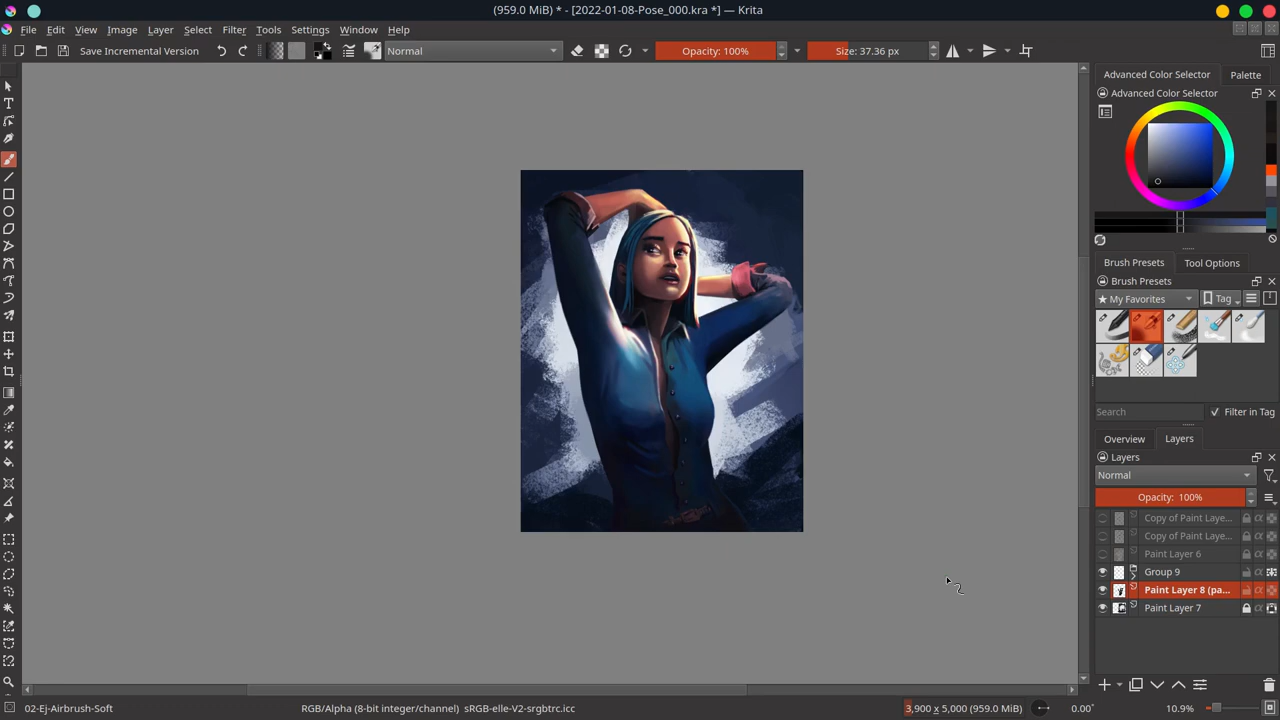 (959.0 MiB) * - [2022-01-08-Pose_000.kra *] — Krita
File Edit View Image Layer Select Filter Tools Settings Window Help
Save Incremental Version Normal Opacity: 100% Size: 37.36 px
Advanced Color Selector Palette
Advanced Color Selector
Brush Presets Tool Options
Brush Presets
★ My Favorites Tag
Search Filter in Tag
Overview Layers
Layers
Normal
Opacity: 100%
Copy of Paint Laye...
Copy of Paint Laye...
Paint Layer 6
Group 9
Paint Layer 8 (pa...
Paint Layer 7
02-Ej-Airbrush-Soft RGB/Alpha (8-bit integer/channel) sRGB-elle-V2-srgbtrc.icc 3,900 x 5,000 (959.0 MiB) 0.00° 10.9%